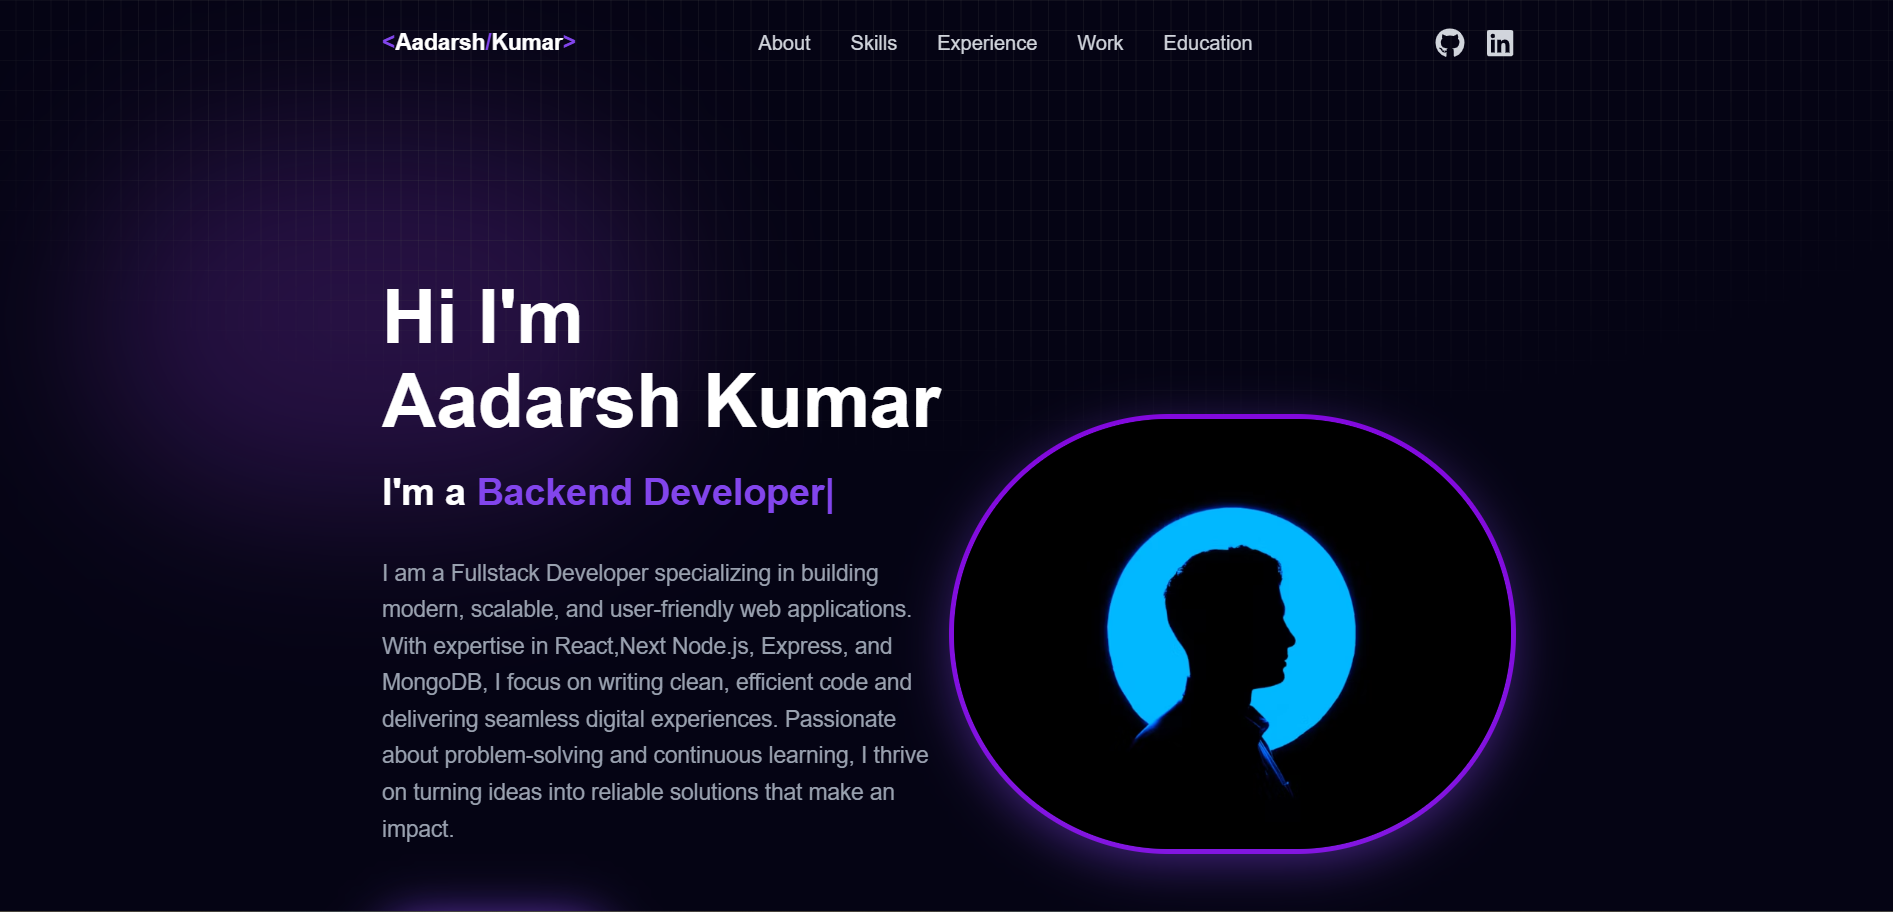 <Aadarsh/Kumar>
About Skills Experience Work Education
Hi I'm
Aadarsh Kumar
I'm a Backend Developer|
I am a Fullstack Developer specializing in building
modern, scalable, and user-friendly web applications.
With expertise in React,Next Node.js, Express, and
MongoDB, I focus on writing clean, efficient code and
delivering seamless digital experiences. Passionate
about problem-solving and continuous learning, I thrive
on turning ideas into reliable solutions that make an
impact.